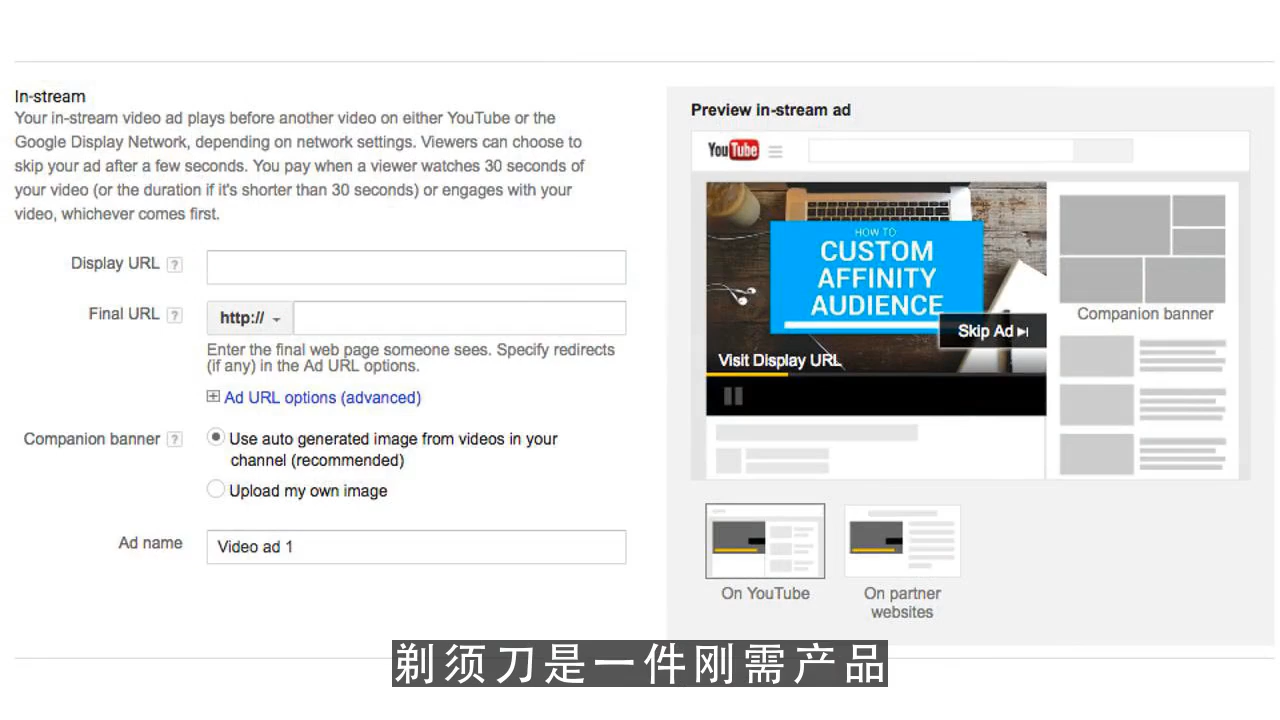 In-stream
Your in-stream video ad plays before another video on either YouTube or the
Google Display Network, depending on network settings. Viewers can choose to
skip your ad after a few seconds. You pay when a viewer watches 30 seconds of
your video (or the duration if it's shorter than 30 seconds) or engages with your
video, whichever comes first.
Display URL ?
Final URL ?
http://
Enter the final web page someone sees. Specify redirects
(if any) in the Ad URL options.
Ad URL options (advanced)
Companion banner ?
Use auto generated image from videos in your
channel (recommended)
Upload my own image
Ad name
Video ad 1
Preview in-stream ad
YouTube
HOW TO
CUSTOM
AFFINITY
AUDIENCE
Skip Ad
Visit Display URL
Companion banner
On YouTube
On partner
websites
剃须刀是一件刚需产品